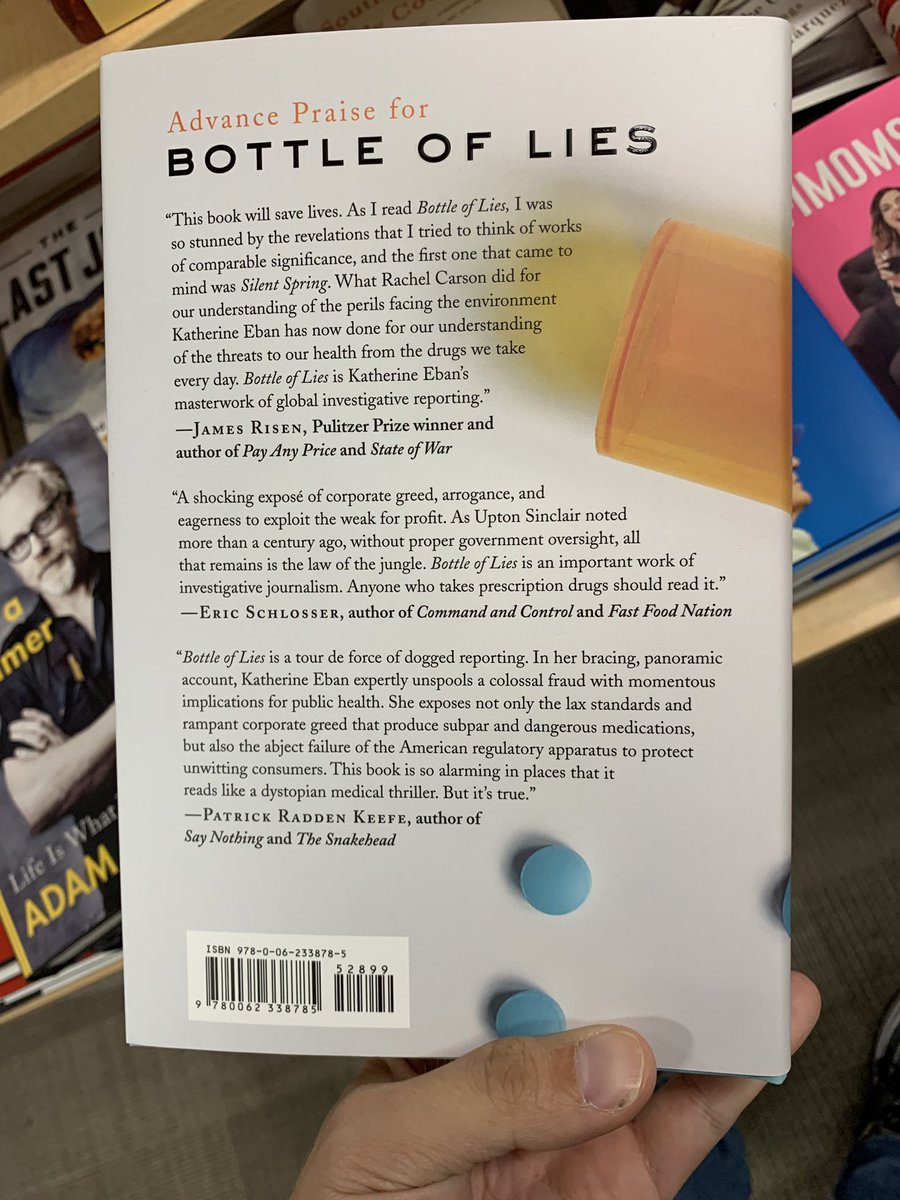 Advance Praise for
BOTTLE OF LIES
“This book will save lives. As I read Bottle of Lies, I was
so stunned by the revelations that I tried to think of works
of comparable significance, and the first one that came to
mind was Silent Spring. What Rachel Carson did for
our understanding of the perils facing the environment
Katherine Eban has now done for our understanding
of the threats to our health from the drugs we take
every day. Bottle of Lies is Katherine Eban’s
masterwork of global investigative reporting.”
—JAMES RISEN, Pulitzer Prize winner and
author of Pay Any Price and State of War
“A shocking exposé of corporate greed, arrogance, and
eagerness to exploit the weak for profit. As Upton Sinclair noted
more than a century ago, without proper government oversight, all
that remains is the law of the jungle. Bottle of Lies is an important work of
investigative journalism. Anyone who takes prescription drugs should read it.”
—ERIC SCHLOSSER, author of Command and Control and Fast Food Nation
“Bottle of Lies is a tour de force of dogged reporting. In her bracing, panoramic
account, Katherine Eban expertly unspools a colossal fraud with momentous
implications for public health. She exposes not only the lax standards and
rampant corporate greed that produce subpar and dangerous medications,
but also the abject failure of the American regulatory apparatus to protect
unwitting consumers. This book is so alarming in places that it
reads like a dystopian medical thriller. But it’s true.”
—PATRICK RADDEN KEEFE, author of
Say Nothing and The Snakehead
ISBN 978-0-06-233878-5
52899
9 780062 338785
THE
LAST J
a
mer
Life Is What
ADAM
MOMS